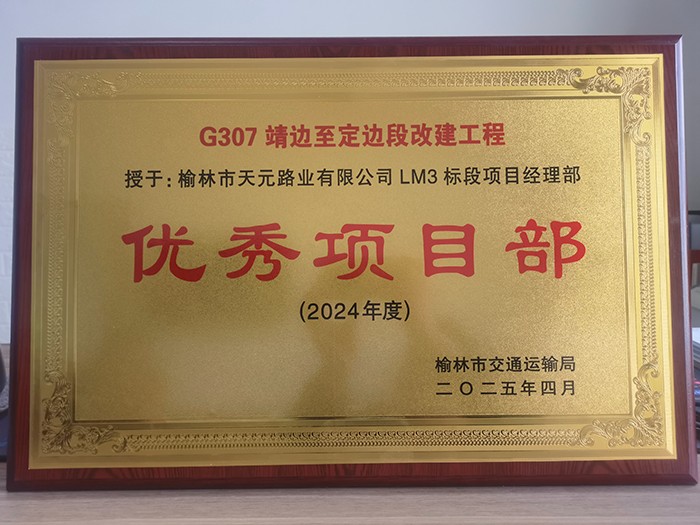 G307 靖边至定边段改建工程
授于：榆林市天元路业有限公司 LM3 标段项目经理部
优秀项目部
(2024年度)
榆林市交通运输局
二〇二五年四月